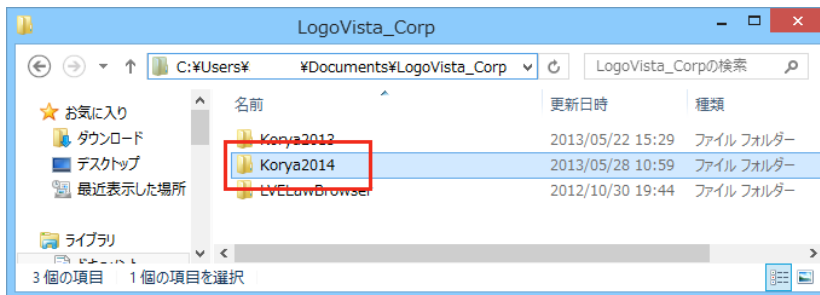 LogoVista_Corp
C:¥Users¥ ¥Documents¥LogoVista_Corp
LogoVista_Corpの検索
お気に入り
ダウンロード
デスクトップ
最近表示した場所
ライブラリ
名前 更新日時 種類
Korya2013 2013/05/22 15:29 ファイル フォルダー
Korya2014 2013/05/28 10:59 ファイル フォルダー
LVELawBrowser 2012/10/30 19:44 ファイル フォルダー
3 個の項目 1 個の項目を選択